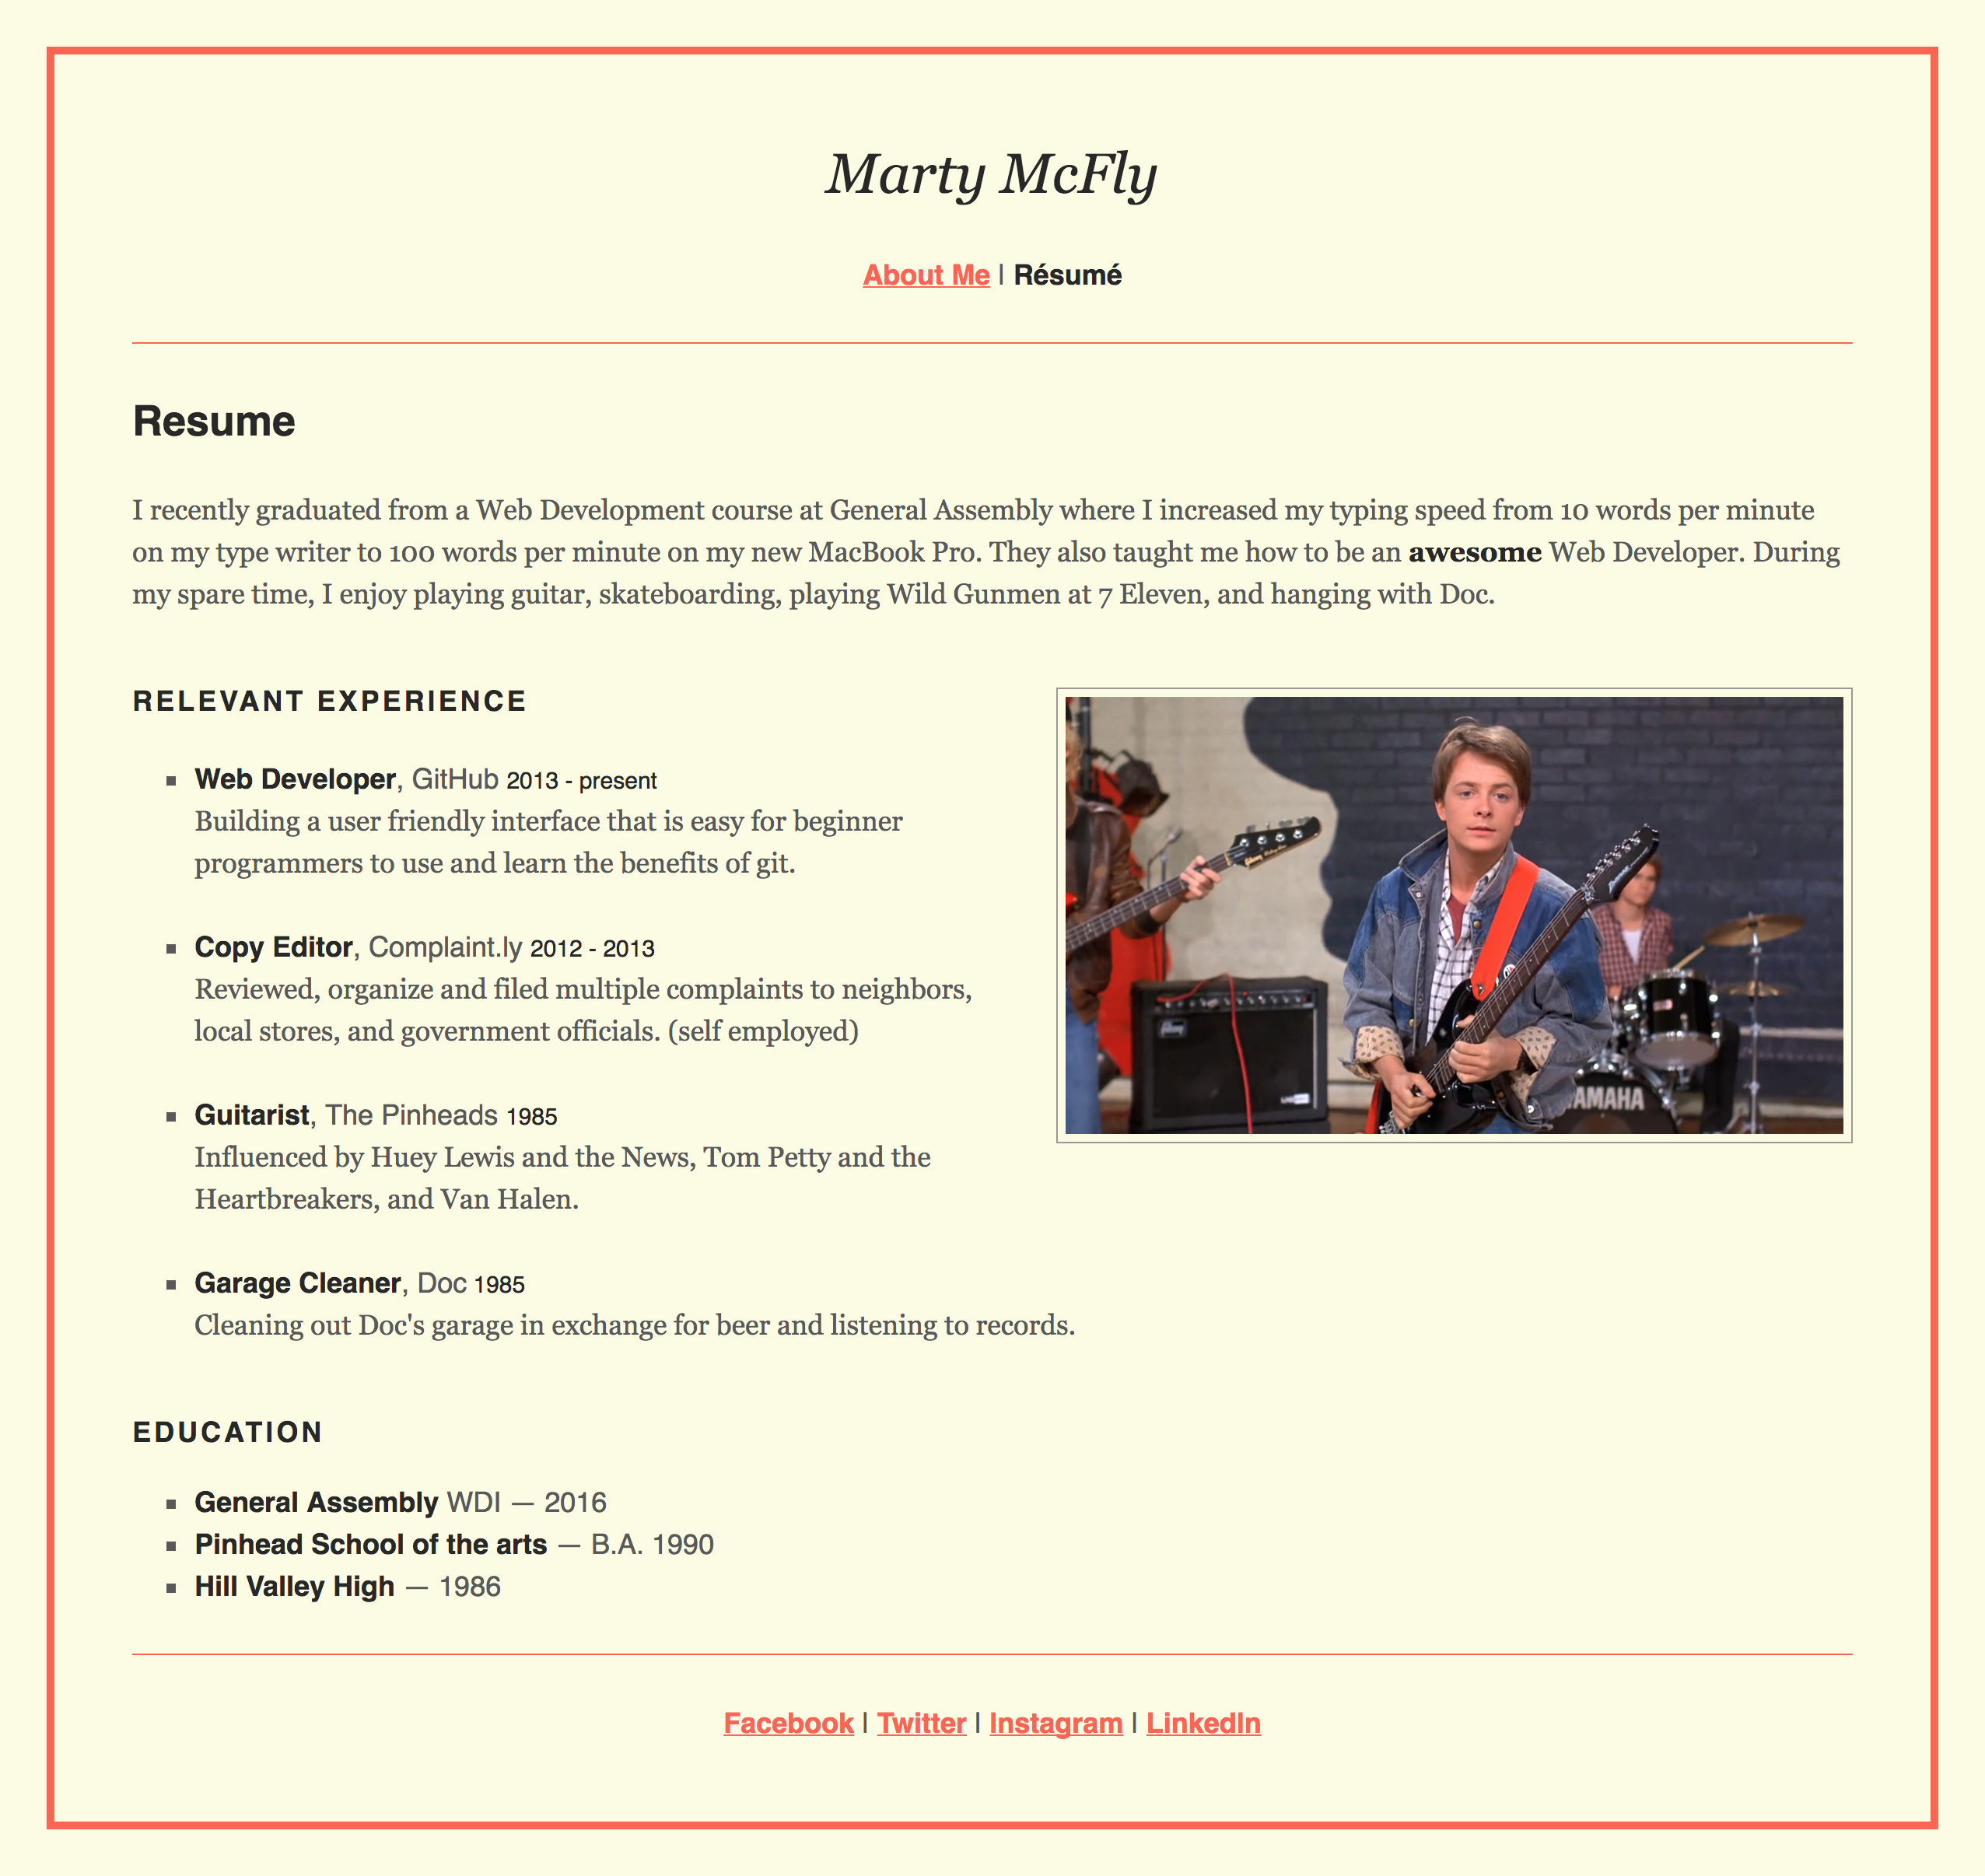 Marty McFly
About Me | Résumé
Resume
I recently graduated from a Web Development course at General Assembly where I increased my typing speed from 10 words per minute
on my type writer to 100 words per minute on my new MacBook Pro. They also taught me how to be an awesome Web Developer. During
my spare time, I enjoy playing guitar, skateboarding, playing Wild Gunmen at 7 Eleven, and hanging with Doc.
RELEVANT EXPERIENCE
Web Developer, GitHub 2013 - present
Building a user friendly interface that is easy for beginner
programmers to use and learn the benefits of git.
Copy Editor, Complaint.ly 2012 - 2013
Reviewed, organize and filed multiple complaints to neighbors,
local stores, and government officials. (self employed)
Guitarist, The Pinheads 1985
Influenced by Huey Lewis and the News, Tom Petty and the
Heartbreakers, and Van Halen.
Garage Cleaner, Doc 1985
Cleaning out Doc's garage in exchange for beer and listening to records.
AMAHA
EDUCATION
General Assembly WDI — 2016
Pinhead School of the arts — B.A. 1990
Hill Valley High — 1986
Facebook | Twitter | Instagram | LinkedIn